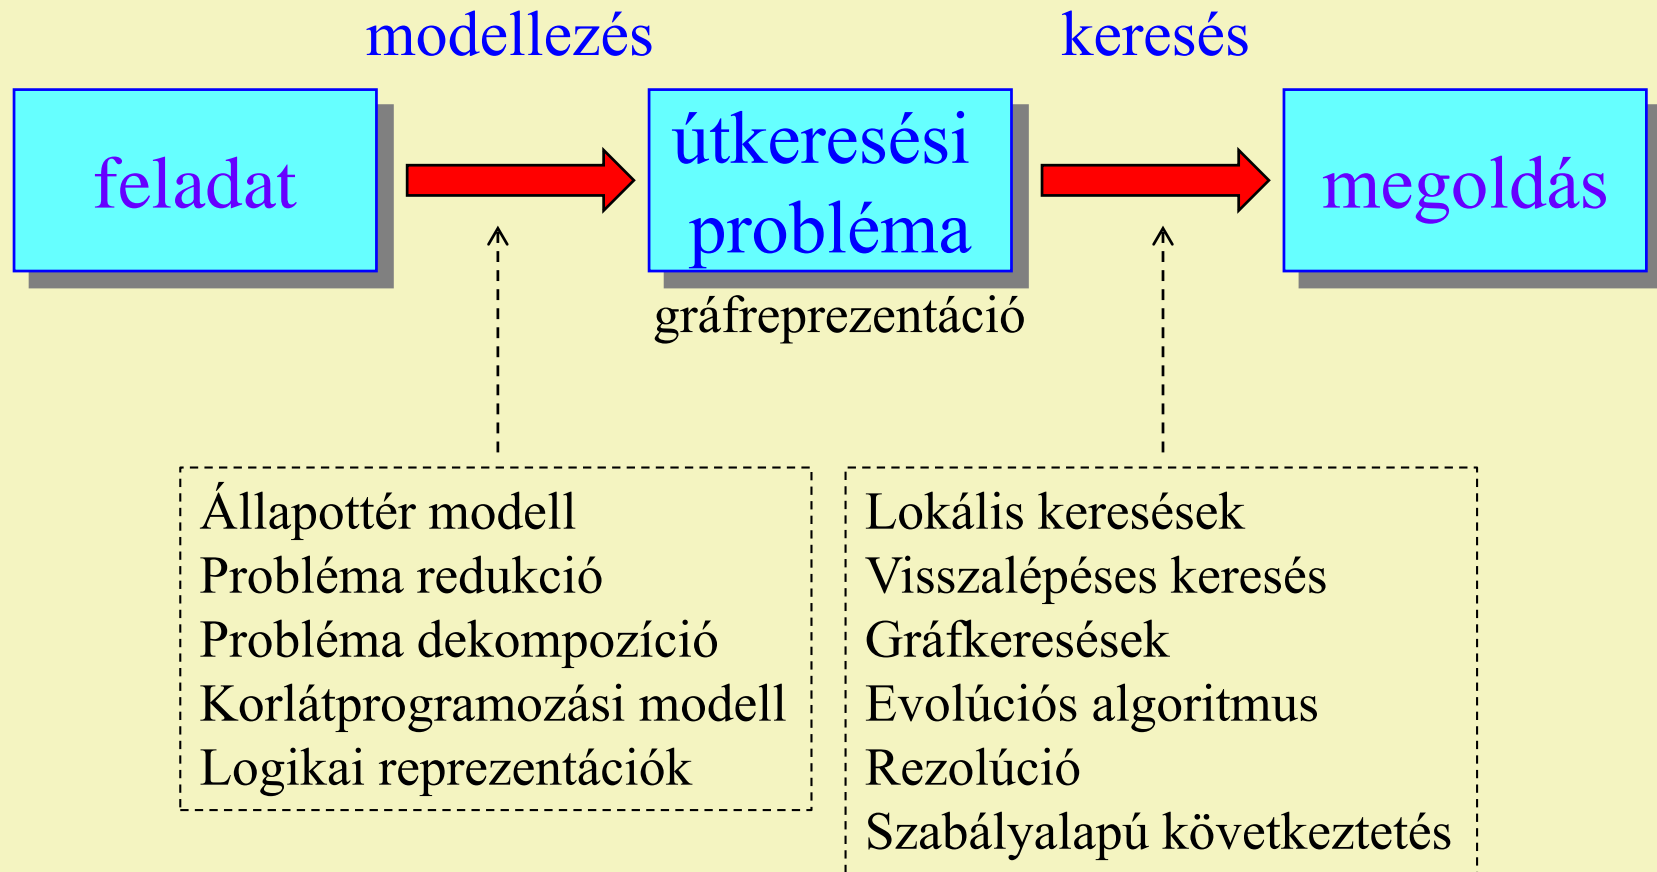 modellezés
keresés
feladat
útkeresési
probléma
megoldás
gráfreprezentáció
Állapottér modell
Probléma redukció
Probléma dekompozíció
Korlátprogramozási modell
Logikai reprezentációk
Lokális keresések
Visszalépéses keresés
Gráfkeresések
Evolúciós algoritmus
Rezolúció
Szabályalapú következtetés